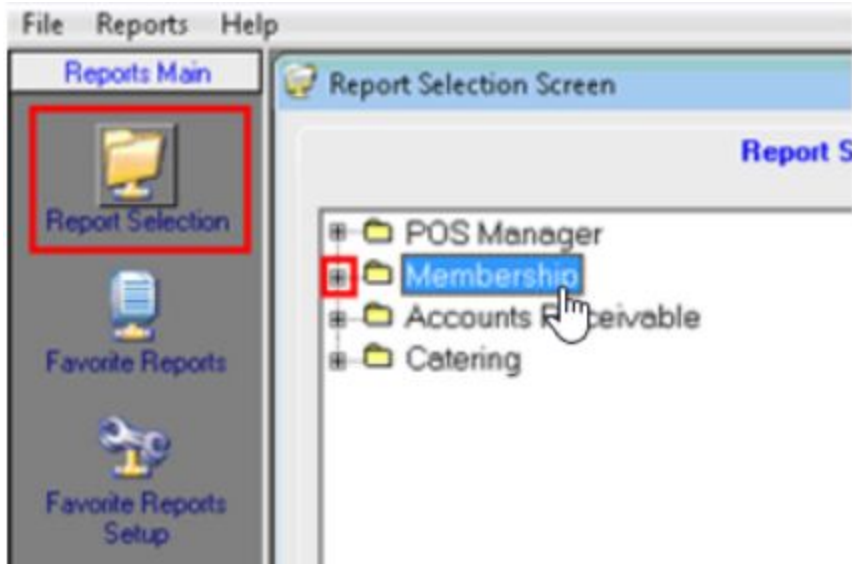 File Reports Help
Reports Main
Report Selection Screen
Report S
Report Selection
POS Manager
Membership
Accounts R ceivable
Catering
Favorite Reports
Favorite Reports
Setup